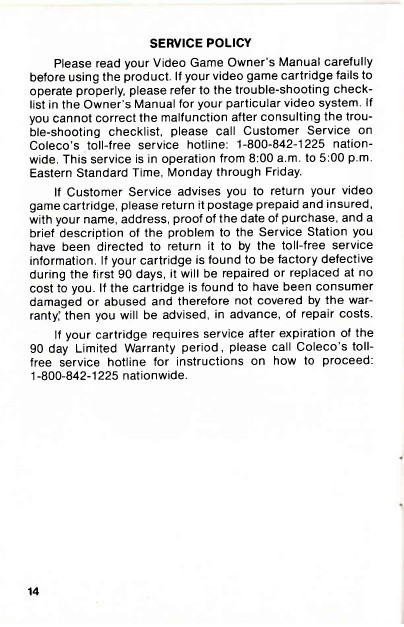 SERVICE POLICY
Please read your Video Game Owner's Manual carefully
before using the product. If your video game cartridge fails to
operate properly, please refer to the trouble-shooting check-
list in the Owner's Manual for your particular video system. If
you cannot correct the malfunction after consulting the trou-
ble-shooting checklist, please call Customer Service on
Coleco's toll-free service hotline: 1-800-842-1225 nation-
wide. This service is in operation from 8:00 a.m. to 5:00 p.m.
Eastern Standard Time, Monday through Friday.
If Customer Service advises you to return your video
game cartridge, please return it postage prepaid and insured,
with your name, address, proof of the date of purchase, and a
brief description of the problem to the Service Station you
have been directed to return it to by the toll-free service
information. If your cartridge is found to be factory defective
during the first 90 days, it will be repaired or replaced at no
cost to you. If the cartridge is found to have been consumer
damaged or abused and therefore not covered by the war-
ranty, then you will be advised, in advance, of repair costs.
If your cartridge requires service after expiration of the
90 day Limited Warranty period, please call Coleco's toll-
free service hotline for instructions on how to proceed:
1-800-842-1225 nationwide.
14